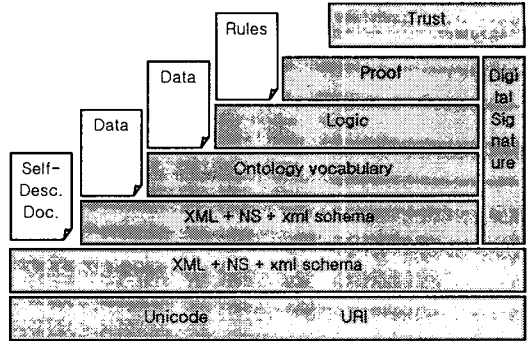 Trust
Rules
Proof
Digi
tal
Sig
nat
ure
Data
Logic
Data
Ontology vocabulary
Self-
Desc.
Doc.
XML + NS + xml schema
XML + NS + xml schema
Unicode URI